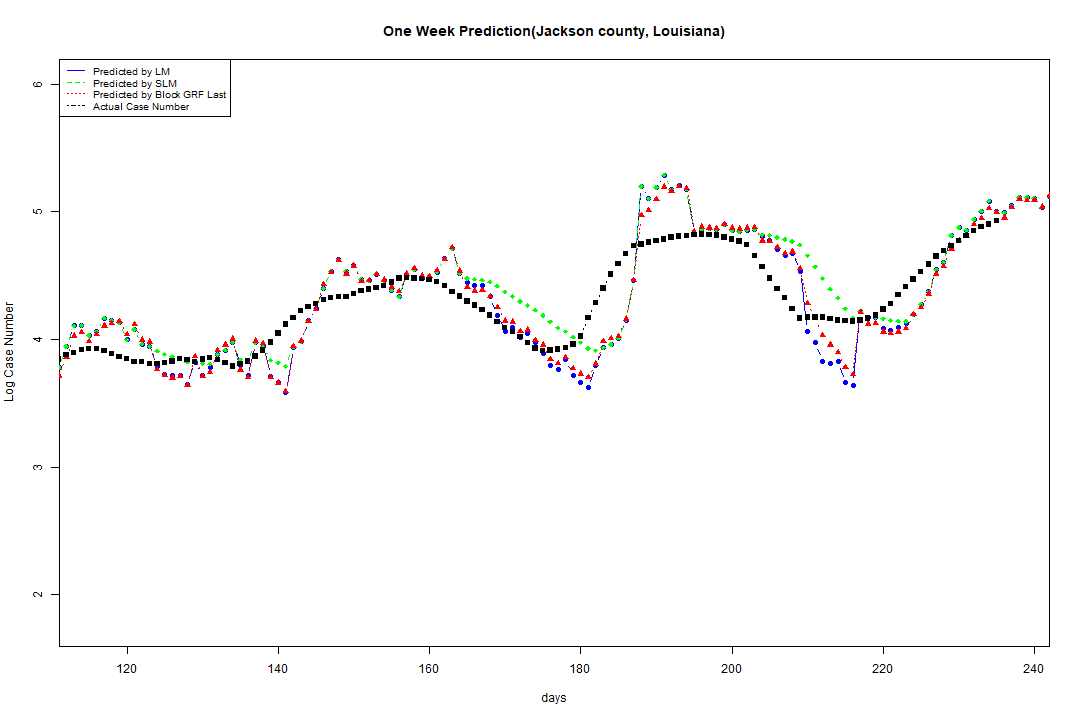 One Week Prediction(Jackson county, Louisiana)
Predicted by LM
Predicted by SLM
Predicted by Block GRF Last
Actual Case Number
6
5
4
3
2
Log Case Number
120 140 160 180 200 220 240
days